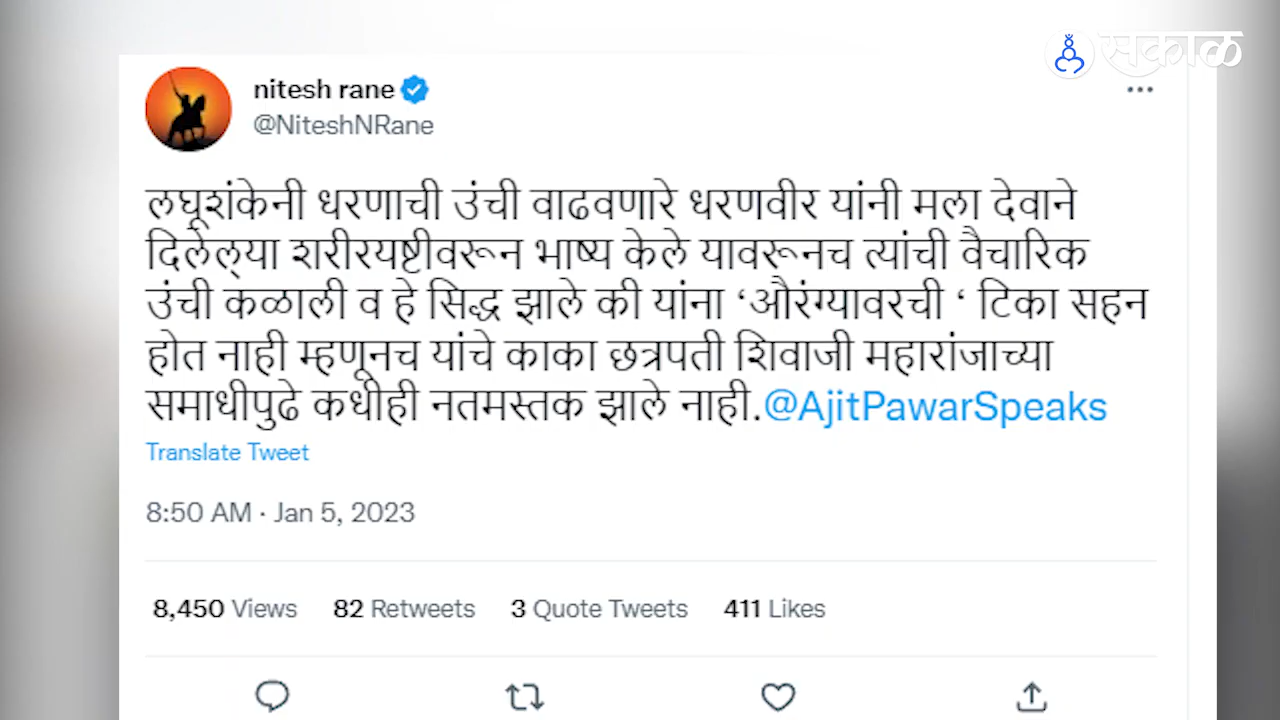 सकाळ
nitesh rane
@NiteshNRane
लघूशंकेनी धरणाची उंची वाढवणारे धरणवीर यांनी मला देवाने
दिलेल्या शरीरयष्टीवरून भाष्य केले यावरूनच त्यांची वैचारिक
उंची कळाली व हे सिद्ध झाले की यांना ‘औरंग्यावरची ‘ टिका सहन
होत नाही म्हणूनच यांचे काका छत्रपती शिवाजी महारांजाच्या
समाधीपुढे कधीही नतमस्तक झाले नाही.@AjitPawarSpeaks
Translate Tweet
8:50 AM · Jan 5, 2023
8,450 Views 82 Retweets 3 Quote Tweets 411 Likes